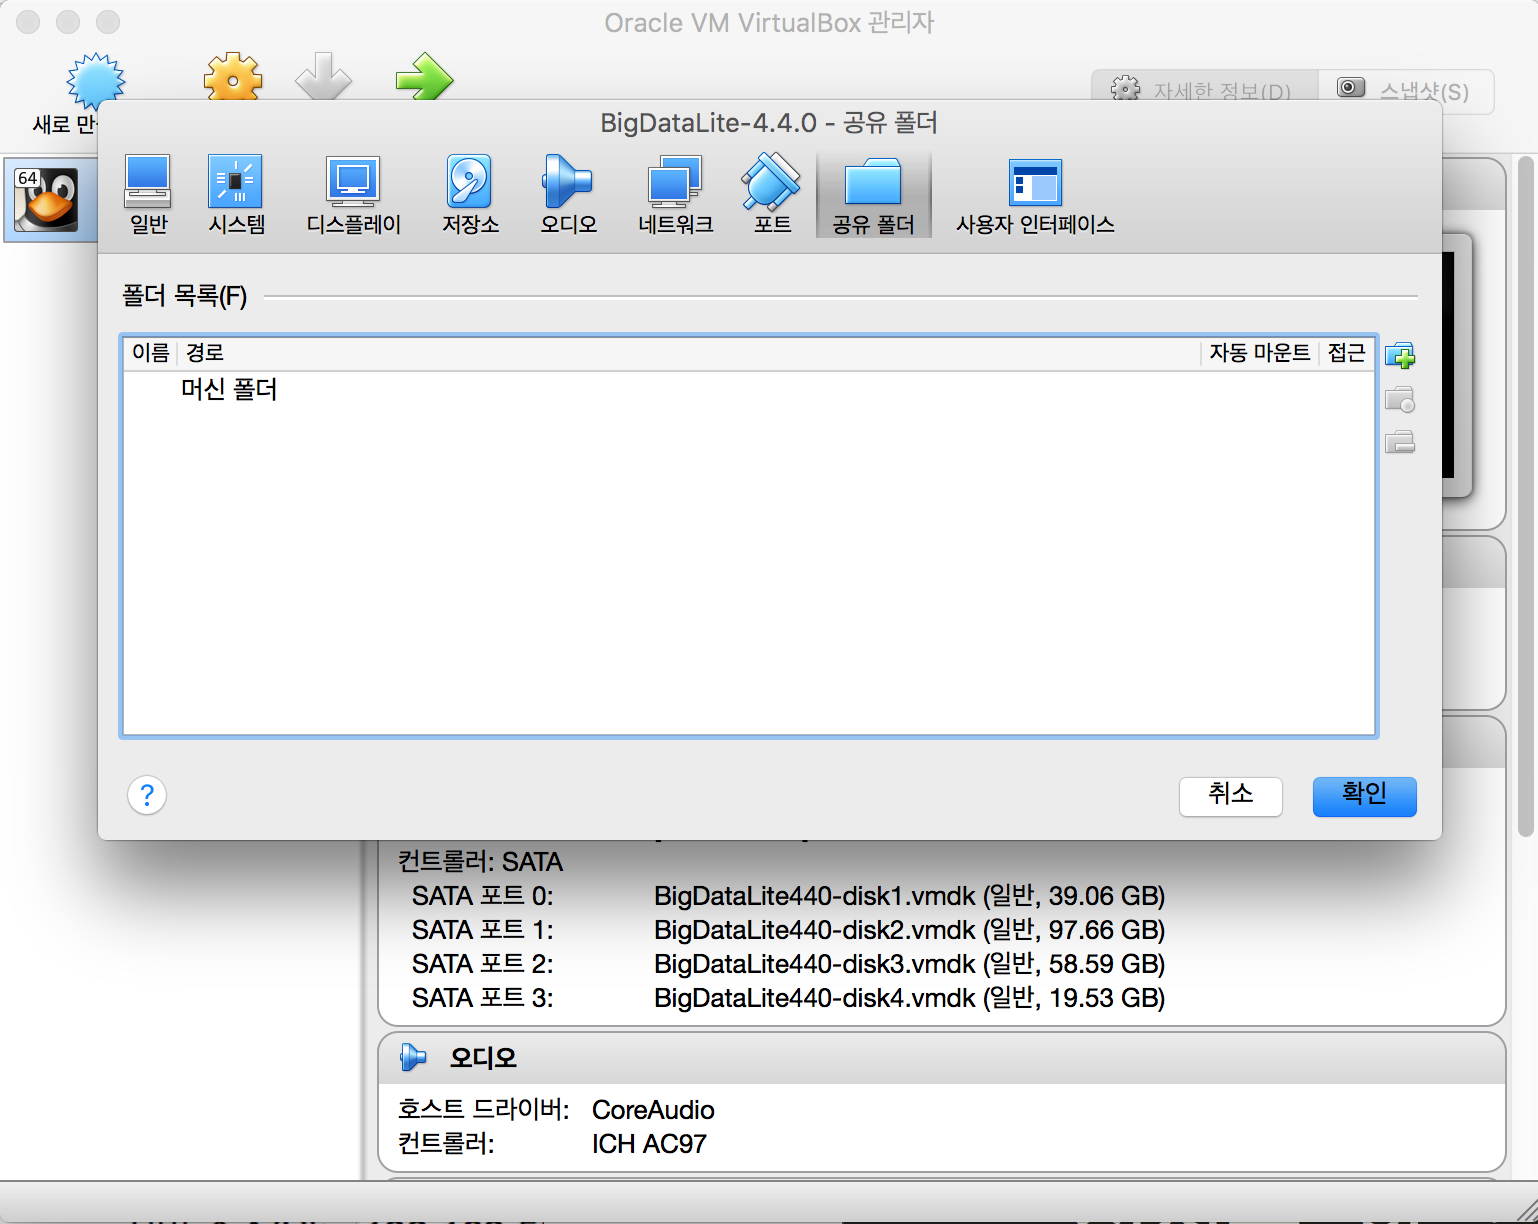 Oracle VM VirtualBox 관리자
새로 만
자세한 정보(D)
스냅샷(S)
BigDataLite-4.4.0 - 공유 폴더
64
일반
시스템
디스플레이
저장소
오디오
네트워크
포트
공유 폴더
사용자 인터페이스
폴더 목록(F)
이름 경로 자동 마운트 접근
머신 폴더
?
취소
확인
컨트롤러: SATA
SATA 포트 0: BigDataLite440-disk1.vmdk (일반, 39.06 GB)
SATA 포트 1: BigDataLite440-disk2.vmdk (일반, 97.66 GB)
SATA 포트 2: BigDataLite440-disk3.vmdk (일반, 58.59 GB)
SATA 포트 3: BigDataLite440-disk4.vmdk (일반, 19.53 GB)
오디오
호스트 드라이버: CoreAudio
컨트롤러: ICH AC97